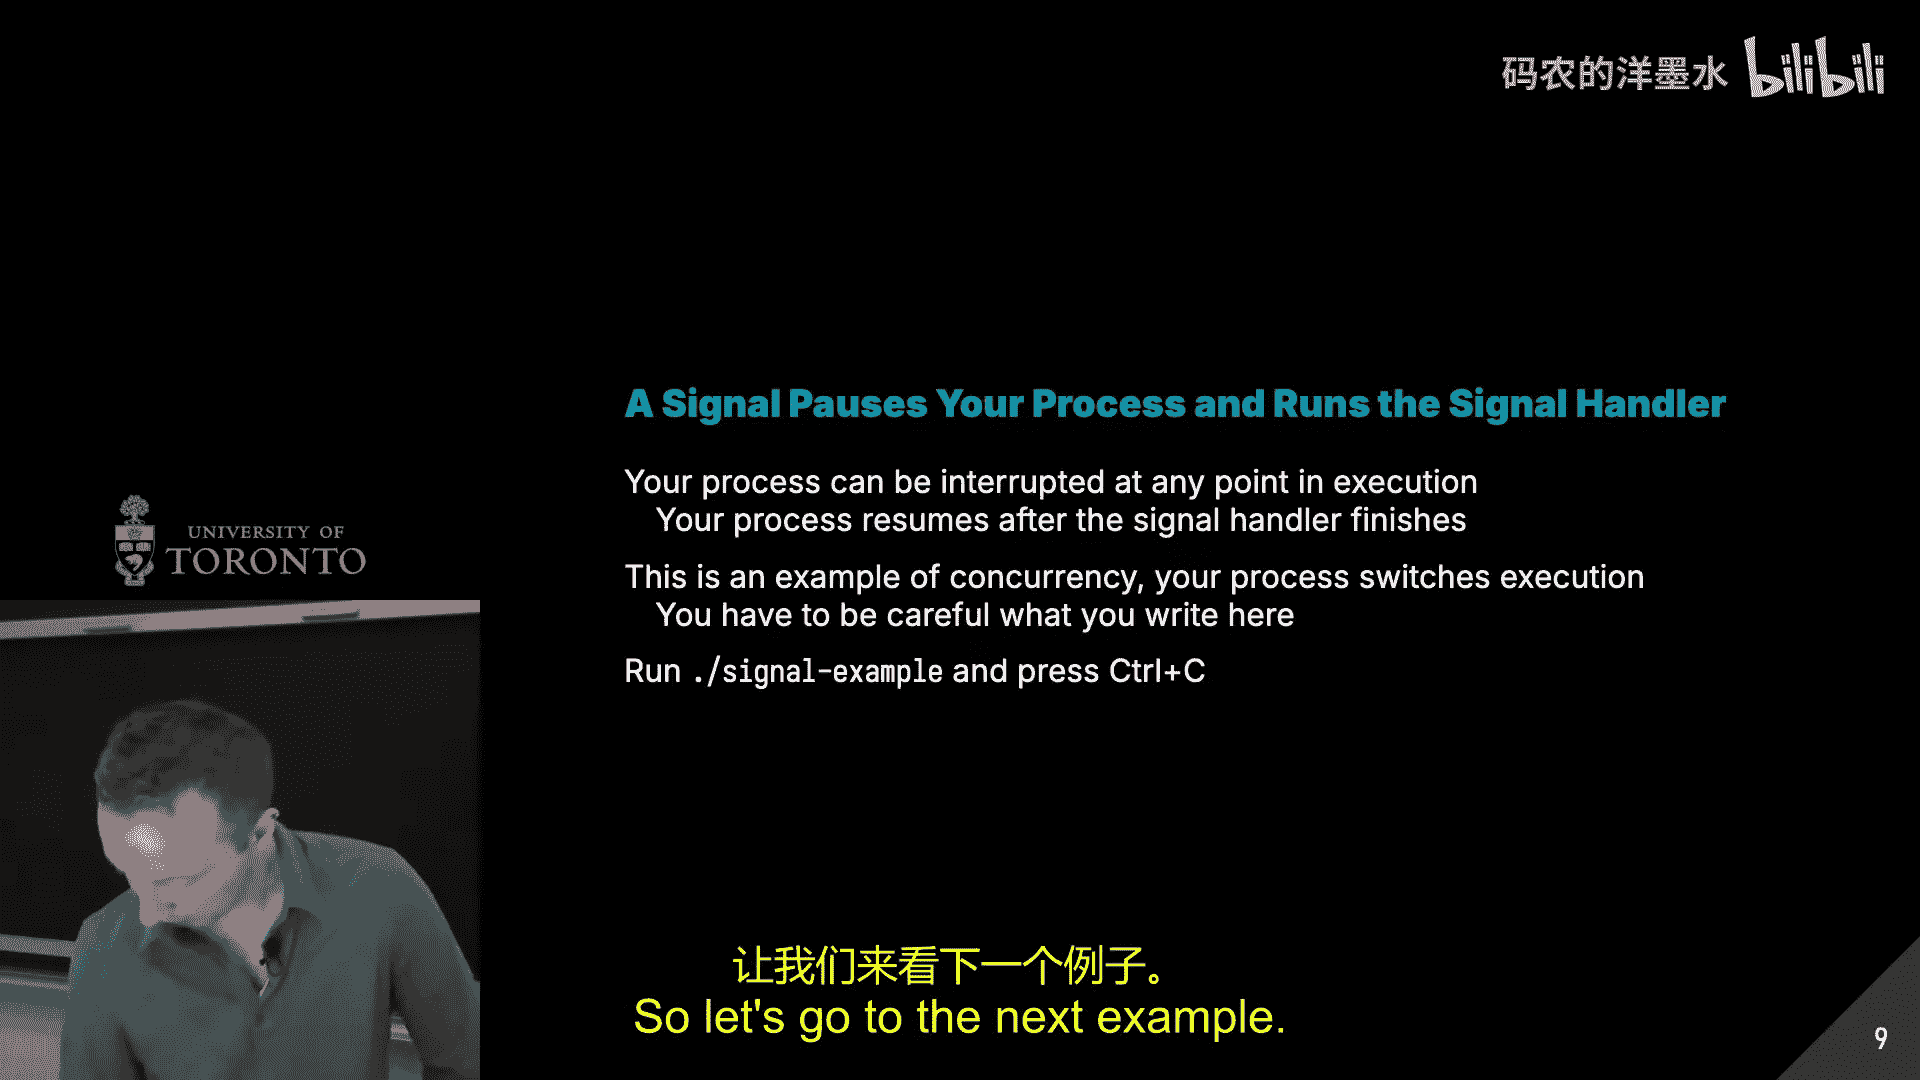 码农的洋墨水 bilibili
A Signal Pauses Your Process and Runs the Signal Handler
Your process can be interrupted at any point in execution
Your process resumes after the signal handler finishes
UNIVERSITY OF
TORONTO
This is an example of concurrency, your process switches execution
You have to be careful what you write here
Run ./signal-example and press Ctrl+C
让我们来看下一个例子。
So let's go to the next example.
9